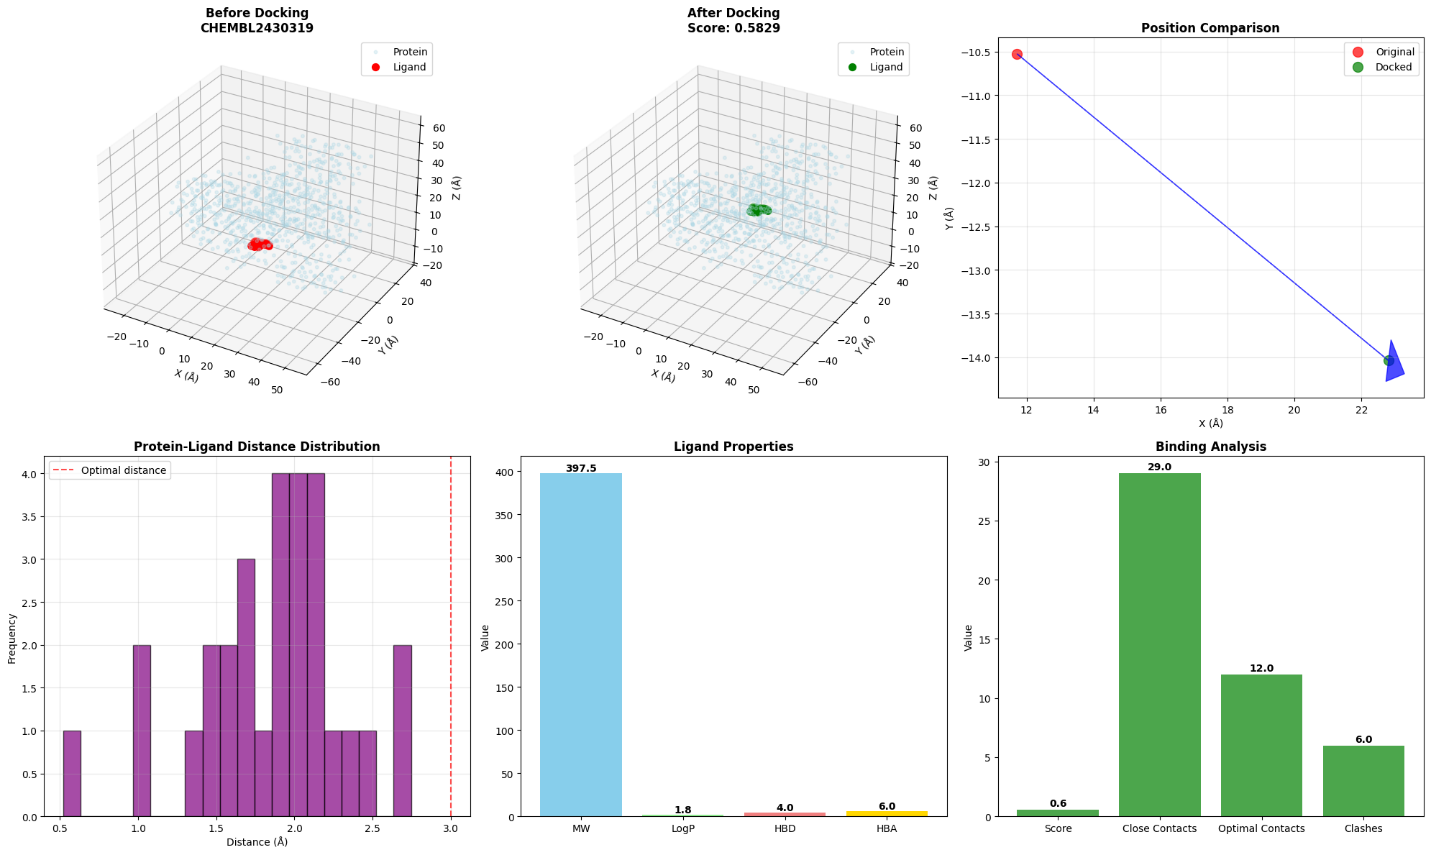 Before Docking
CHEMBL2430319
Protein
Ligand
60
50
40
30
20
10
0
−10
−20
Z (Å)
40
20
0
−20
−40
−60
Y (Å)
−20
−10
0
10
20
30
40
50
X (Å)
After Docking
Score: 0.5829
Protein
Ligand
60
50
40
30
20
10
0
−10
−20
Z (Å)
40
20
0
−20
−40
−60
Y (Å)
−20
−10
0
10
20
30
40
50
X (Å)
Position Comparison
Original
Docked
−10.5
−11.0
−11.5
−12.0
−12.5
−13.0
−13.5
−14.0
Y (Å)
12 14 16 18 20 22
X (Å)
Protein-Ligand Distance Distribution
Optimal distance
4.0
3.5
3.0
2.5
2.0
1.5
1.0
0.5
0.0
Frequency
0.5 1.0 1.5 2.0 2.5 3.0
Distance (Å)
Ligand Properties
400
350
300
250
200
150
100
50
0
Value
397.5
1.8
4.0
6.0
MW LogP HBD HBA
Binding Analysis
30
25
20
15
10
5
0
Value
0.6
29.0
12.0
6.0
Score Close Contacts Optimal Contacts Clashes